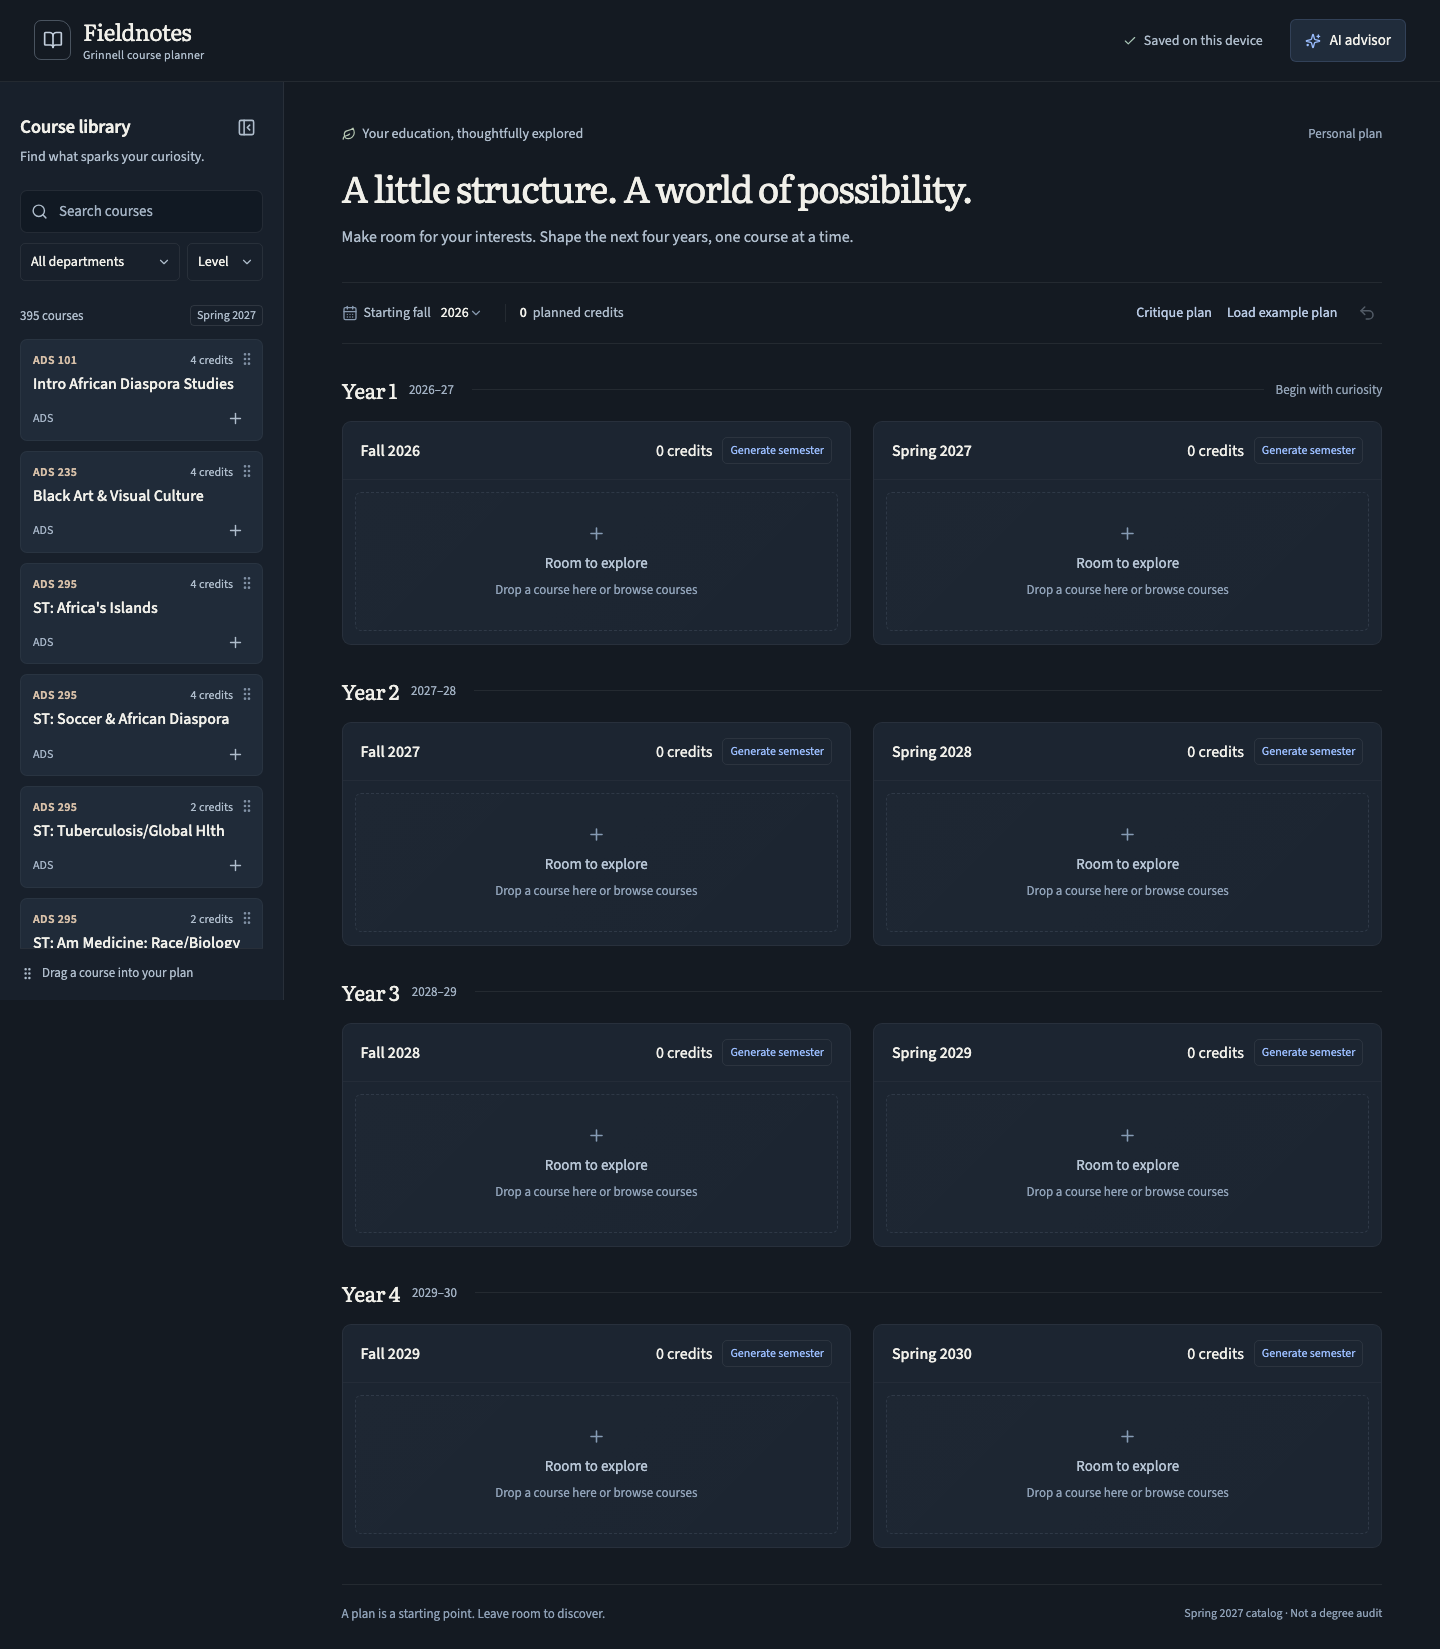 Fieldnotes
Grinnell course planner
Saved on this device
AI advisor
Course library
Find what sparks your curiosity.
Search courses
All departments
Level
395 courses
Spring 2027
ADS 101
4 credits
Intro African Diaspora Studies
ADS
ADS 235
4 credits
Black Art & Visual Culture
ADS
ADS 295
4 credits
ST: Africa's Islands
ADS
ADS 295
4 credits
ST: Soccer & African Diaspora
ADS
ADS 295
2 credits
ST: Tuberculosis/Global Hlth
ADS
ADS 295
2 credits
ST: Am Medicine: Race/Biology
Drag a course into your plan
Your education, thoughtfully explored
Personal plan
A little structure. A world of possibility.
Make room for your interests. Shape the next four years, one course at a time.
Starting fall 2026
0 planned credits
Critique plan
Load example plan
Year 1
2026–27
Begin with curiosity
Fall 2026
0 credits
Generate semester
Room to explore
Drop a course here or browse courses
Spring 2027
0 credits
Generate semester
Room to explore
Drop a course here or browse courses
Year 2
2027–28
Fall 2027
0 credits
Generate semester
Room to explore
Drop a course here or browse courses
Spring 2028
0 credits
Generate semester
Room to explore
Drop a course here or browse courses
Year 3
2028–29
Fall 2028
0 credits
Generate semester
Room to explore
Drop a course here or browse courses
Spring 2029
0 credits
Generate semester
Room to explore
Drop a course here or browse courses
Year 4
2029–30
Fall 2029
0 credits
Generate semester
Room to explore
Drop a course here or browse courses
Spring 2030
0 credits
Generate semester
Room to explore
Drop a course here or browse courses
A plan is a starting point. Leave room to discover.
Spring 2027 catalog · Not a degree audit